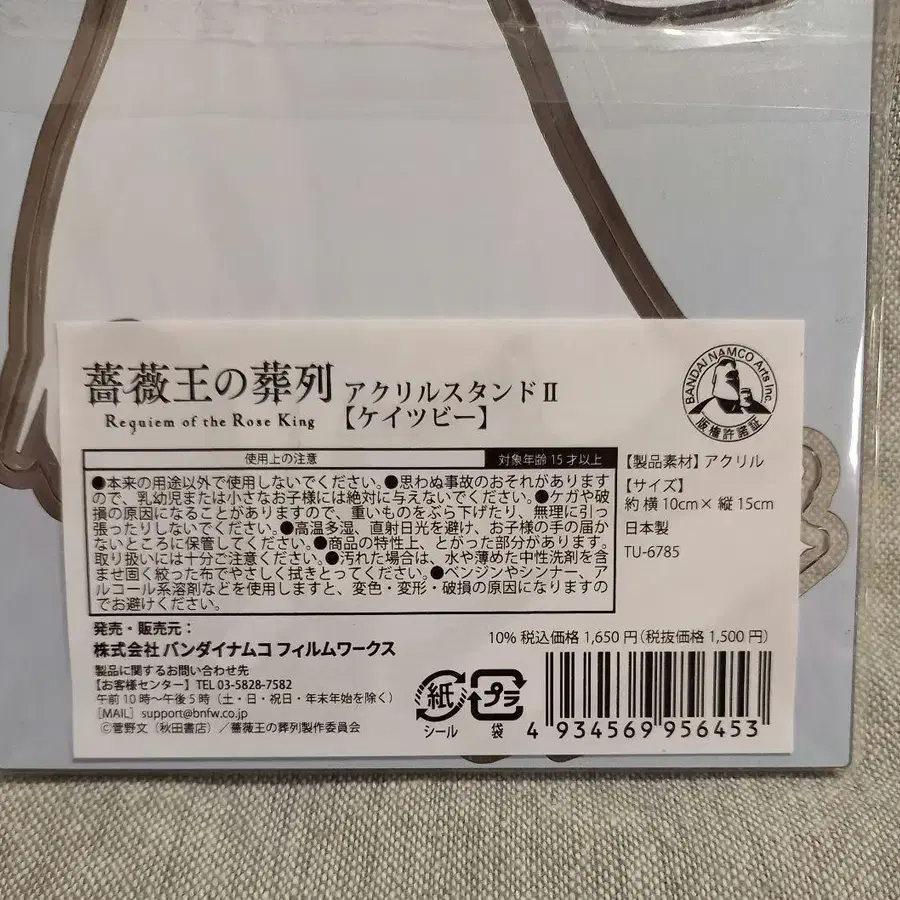 薔薇王の葬列 アクリルスタンドⅡ
Requiem of the Rose King 【ケイツビー】
BANDAI NAMCO Arts Inc.
版権許諾証
使用上の注意 対象年齢 15 才以上
●本来の用途以外で使用しないでください。●思わぬ事故のおそれがあります
ので、乳幼児または小さなお子様には絶対に与えないでください。●ケガや破
損の原因になることがありますので、重いものをぶら下げたり、無理に引っ
張ったりしないでください。●高温多湿、直射日光を避け、お子様の手の届か
ないところに保管してください。●商品の特性上、とがった部分があります。
取り扱いには十分ご注意ください。●汚れた場合は、水や薄めた中性洗剤を含
ませ固く絞った布でやさしく拭きとってください。●ベンジンやシンナー、ア
ルコール系溶剤などを使用しますと、変色・変形・破損の原因になりますの
でお避けください。
【製品素材】アクリル
【サイズ】
約 横 10cm× 縦 15cm
日本製
TU-6785
発売・販売元：
株式会社 バンダイナムコ フィルムワークス
製品に関するお問い合わせ先
【お客様センター】TEL 03-5828-7582
午前 10 時～午後 5 時（土・日・祝日・年末年始を除く）
［MAIL］ support@bnfw.co.jp
©菅野文（秋田書店）／薔薇王の葬列製作委員会
10% 税込価格 1,650 円（税抜価格 1,500 円）
紙 プラ
シール 袋
4 934569 956453